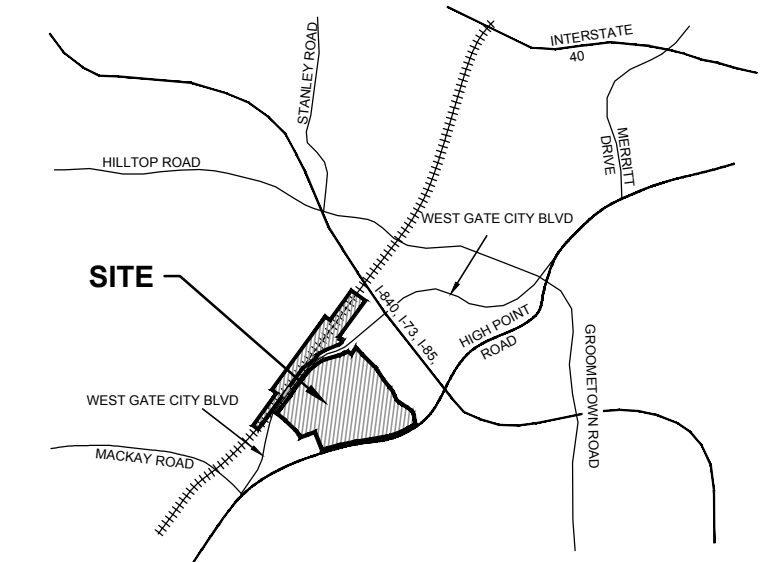 INTERSTATE
40
STANLEY ROAD
MERRITT
DRIVE
HILLTOP ROAD
WEST GATE CITY BLVD
SITE
I-840, I-73, I-85,
HIGH POINT
ROAD
GROOMETOWN ROAD
WEST GATE CITY BLVD
MACKAY ROAD